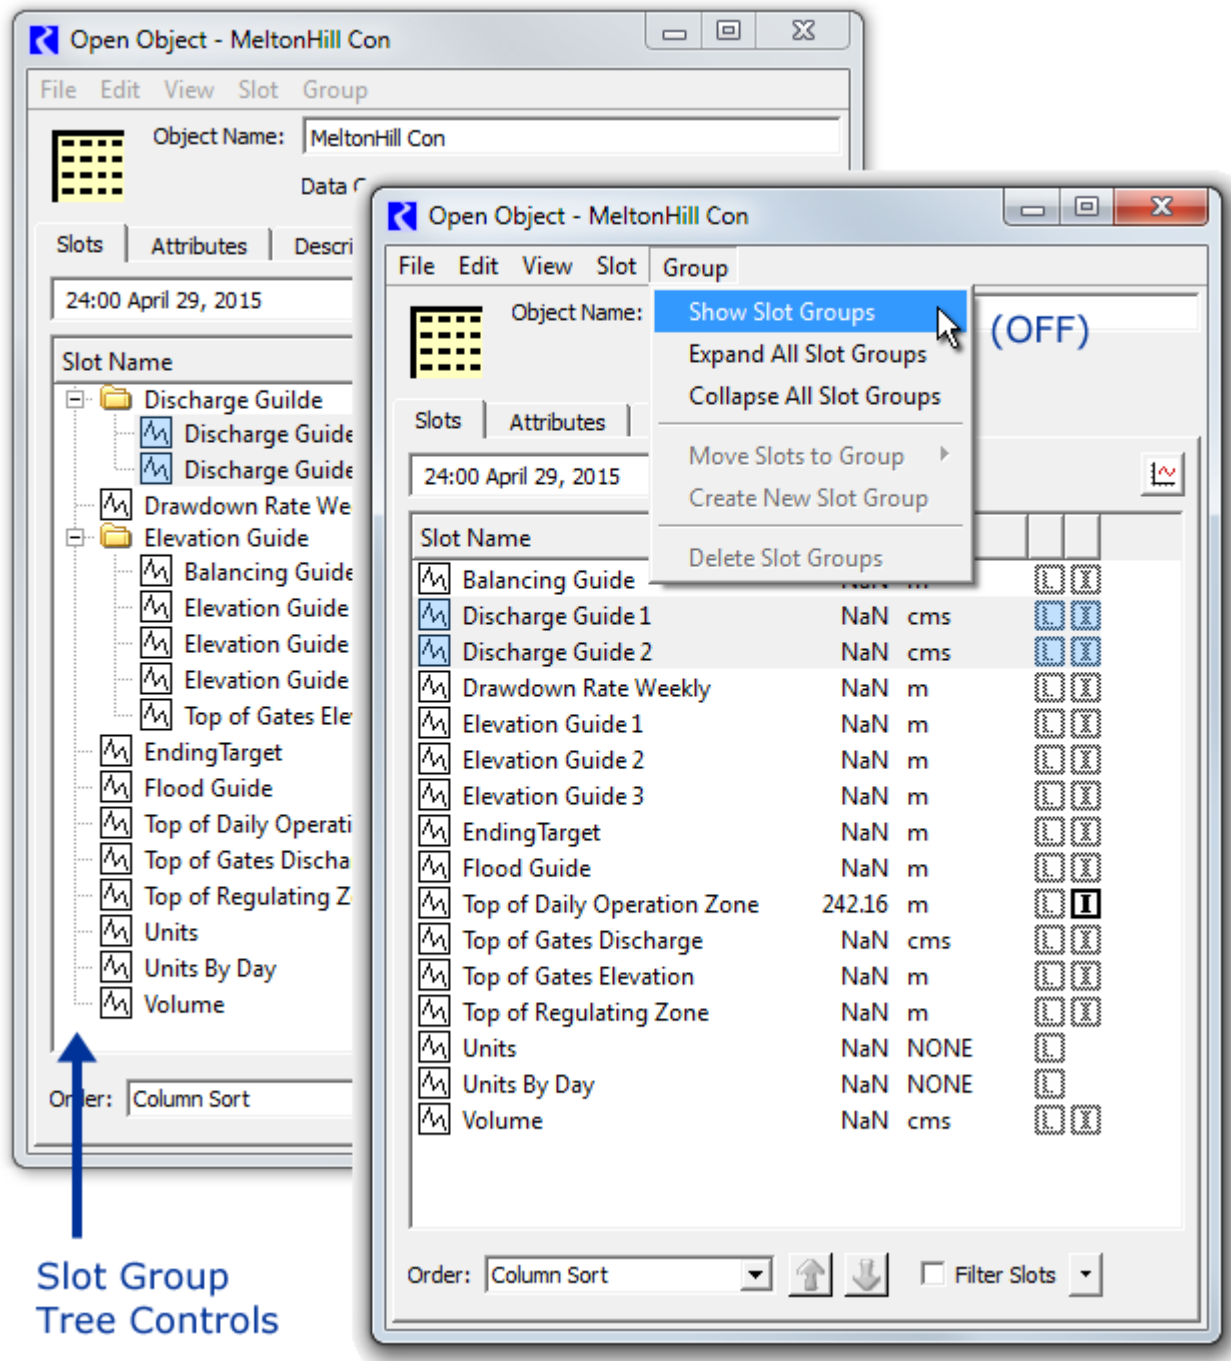 Open Object - MeltonHill Con
File Edit View Slot Group
Object Name: MeltonHill Con
Data
Slots Attributes Descri
24:00 April 29, 2015
Slot Name
Discharge Guilde
Discharge Guide
Discharge Guide
Drawdown Rate We
Elevation Guide
Balancing Guide
Elevation Guide
Elevation Guide
Elevation Guide
Top of Gates Ele
EndingTarget
Flood Guide
Top of Daily Operati
Top of Gates Discha
Top of Regulating Z
Units
Units By Day
Volume
Order: Column Sort
Slot Group
Tree Controls
Open Object - MeltonHill Con
File Edit View Slot Group
Object Name:
Show Slot Groups (OFF)
Expand All Slot Groups
Collapse All Slot Groups
Move Slots to Group
Create New Slot Group
Delete Slot Groups
Slots Attributes
24:00 April 29, 2015
Slot Name
Balancing Guide NaN m L I
Discharge Guide 1 NaN cms L I
Discharge Guide 2 NaN cms L I
Drawdown Rate Weekly NaN m L I
Elevation Guide 1 NaN m L I
Elevation Guide 2 NaN m L I
Elevation Guide 3 NaN m L I
EndingTarget NaN m L I
Flood Guide NaN m L I
Top of Daily Operation Zone 242.16 m L I
Top of Gates Discharge NaN cms L I
Top of Gates Elevation NaN m L I
Top of Regulating Zone NaN m L I
Units NaN NONE L
Units By Day NaN NONE L
Volume NaN cms L I
Order: Column Sort Filter Slots